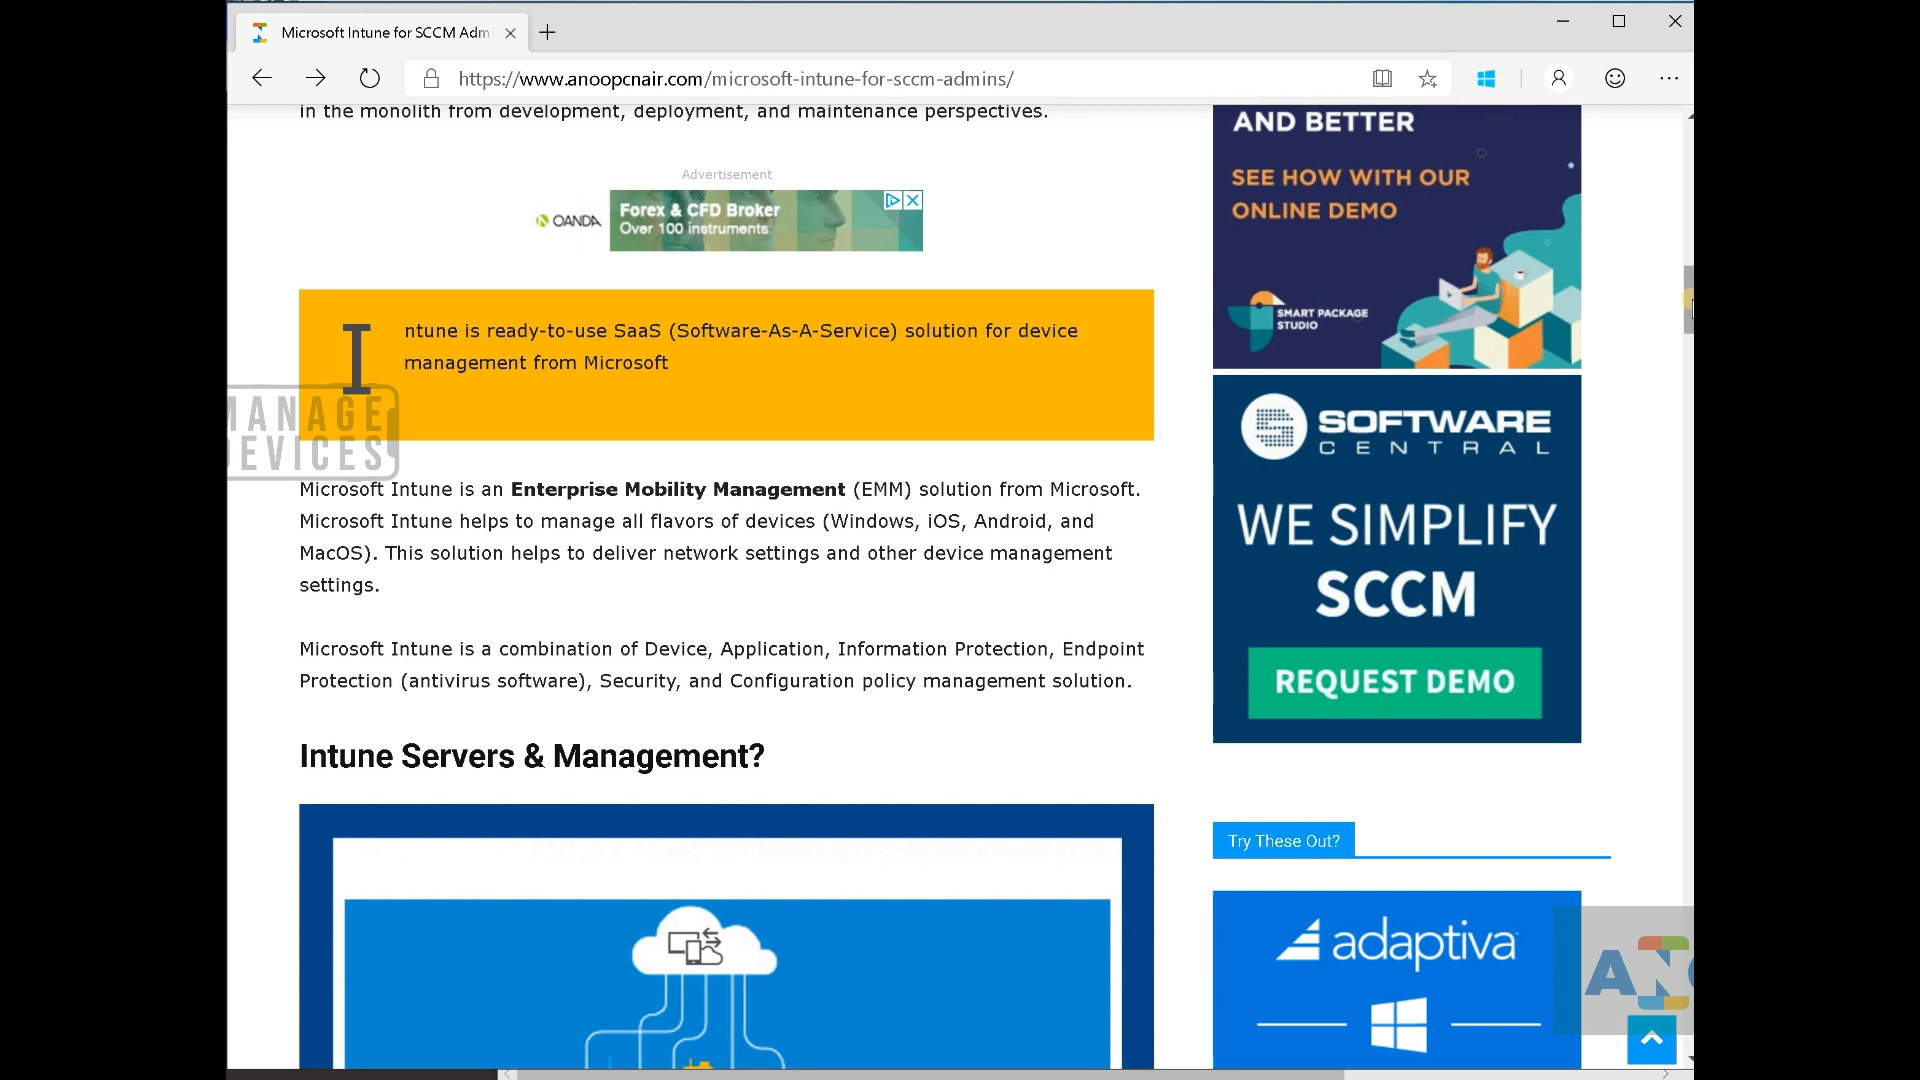 Microsoft Intune for SCCM Adm
https://www.anoopcnair.com/microsoft-intune-for-sccm-admins/
in the monolith from development, deployment, and maintenance perspectives.
Advertisement
OANDA
Forex & CFD Broker
Over 100 instruments
Intune is ready-to-use SaaS (Software-As-A-Service) solution for device
management from Microsoft
MANAGE
DEVICES
Microsoft Intune is an Enterprise Mobility Management (EMM) solution from Microsoft.
Microsoft Intune helps to manage all flavors of devices (Windows, iOS, Android, and
MacOS). This solution helps to deliver network settings and other device management
settings.
Microsoft Intune is a combination of Device, Application, Information Protection, Endpoint
Protection (antivirus software), Security, and Configuration policy management solution.
Intune Servers & Management?
AND BETTER
SEE HOW WITH OUR
ONLINE DEMO
SMART PACKAGE
STUDIO
SOFTWARE
CENTRAL
WE SIMPLIFY
SCCM
REQUEST DEMO
Try These Out?
adaptiva